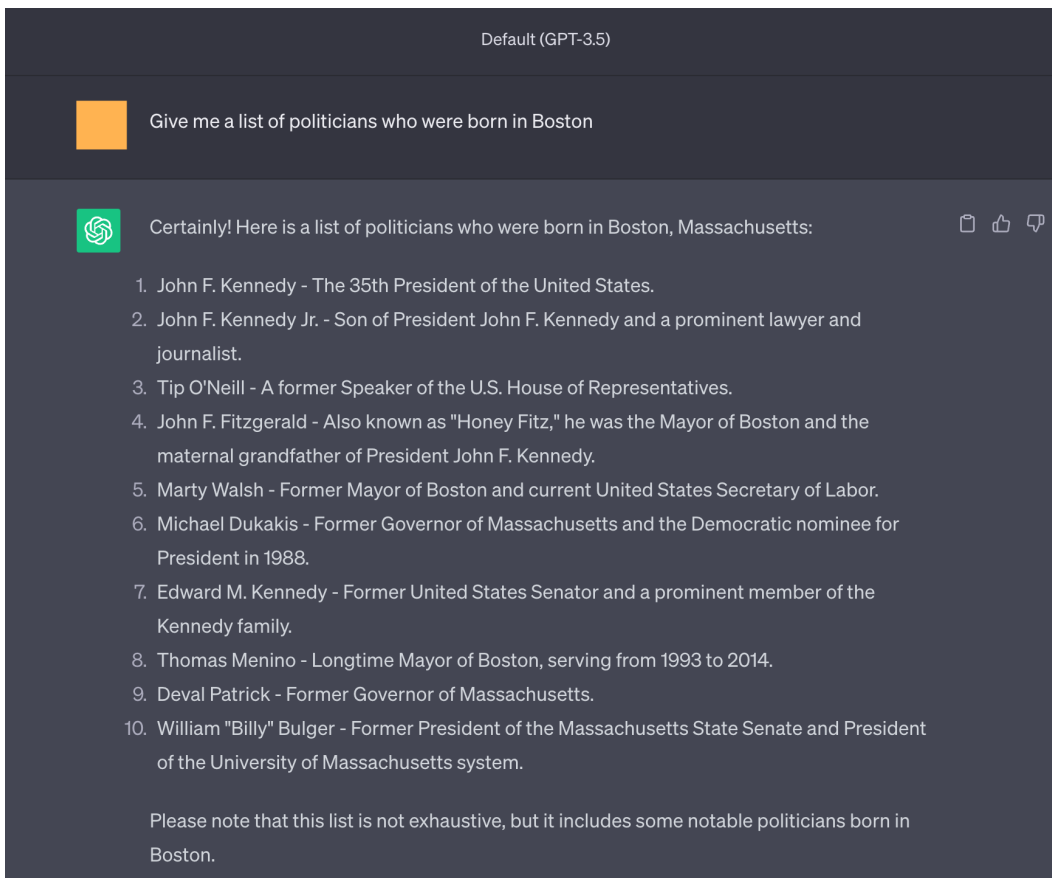 Default (GPT-3.5)
Give me a list of politicians who were born in Boston
Certainly! Here is a list of politicians who were born in Boston, Massachusetts:
1. John F. Kennedy - The 35th President of the United States.
2. John F. Kennedy Jr. - Son of President John F. Kennedy and a prominent lawyer and
journalist.
3. Tip O'Neill - A former Speaker of the U.S. House of Representatives.
4. John F. Fitzgerald - Also known as "Honey Fitz," he was the Mayor of Boston and the
maternal grandfather of President John F. Kennedy.
5. Marty Walsh - Former Mayor of Boston and current United States Secretary of Labor.
6. Michael Dukakis - Former Governor of Massachusetts and the Democratic nominee for
President in 1988.
7. Edward M. Kennedy - Former United States Senator and a prominent member of the
Kennedy family.
8. Thomas Menino - Longtime Mayor of Boston, serving from 1993 to 2014.
9. Deval Patrick - Former Governor of Massachusetts.
10. William "Billy" Bulger - Former President of the Massachusetts State Senate and President
of the University of Massachusetts system.
Please note that this list is not exhaustive, but it includes some notable politicians born in
Boston.